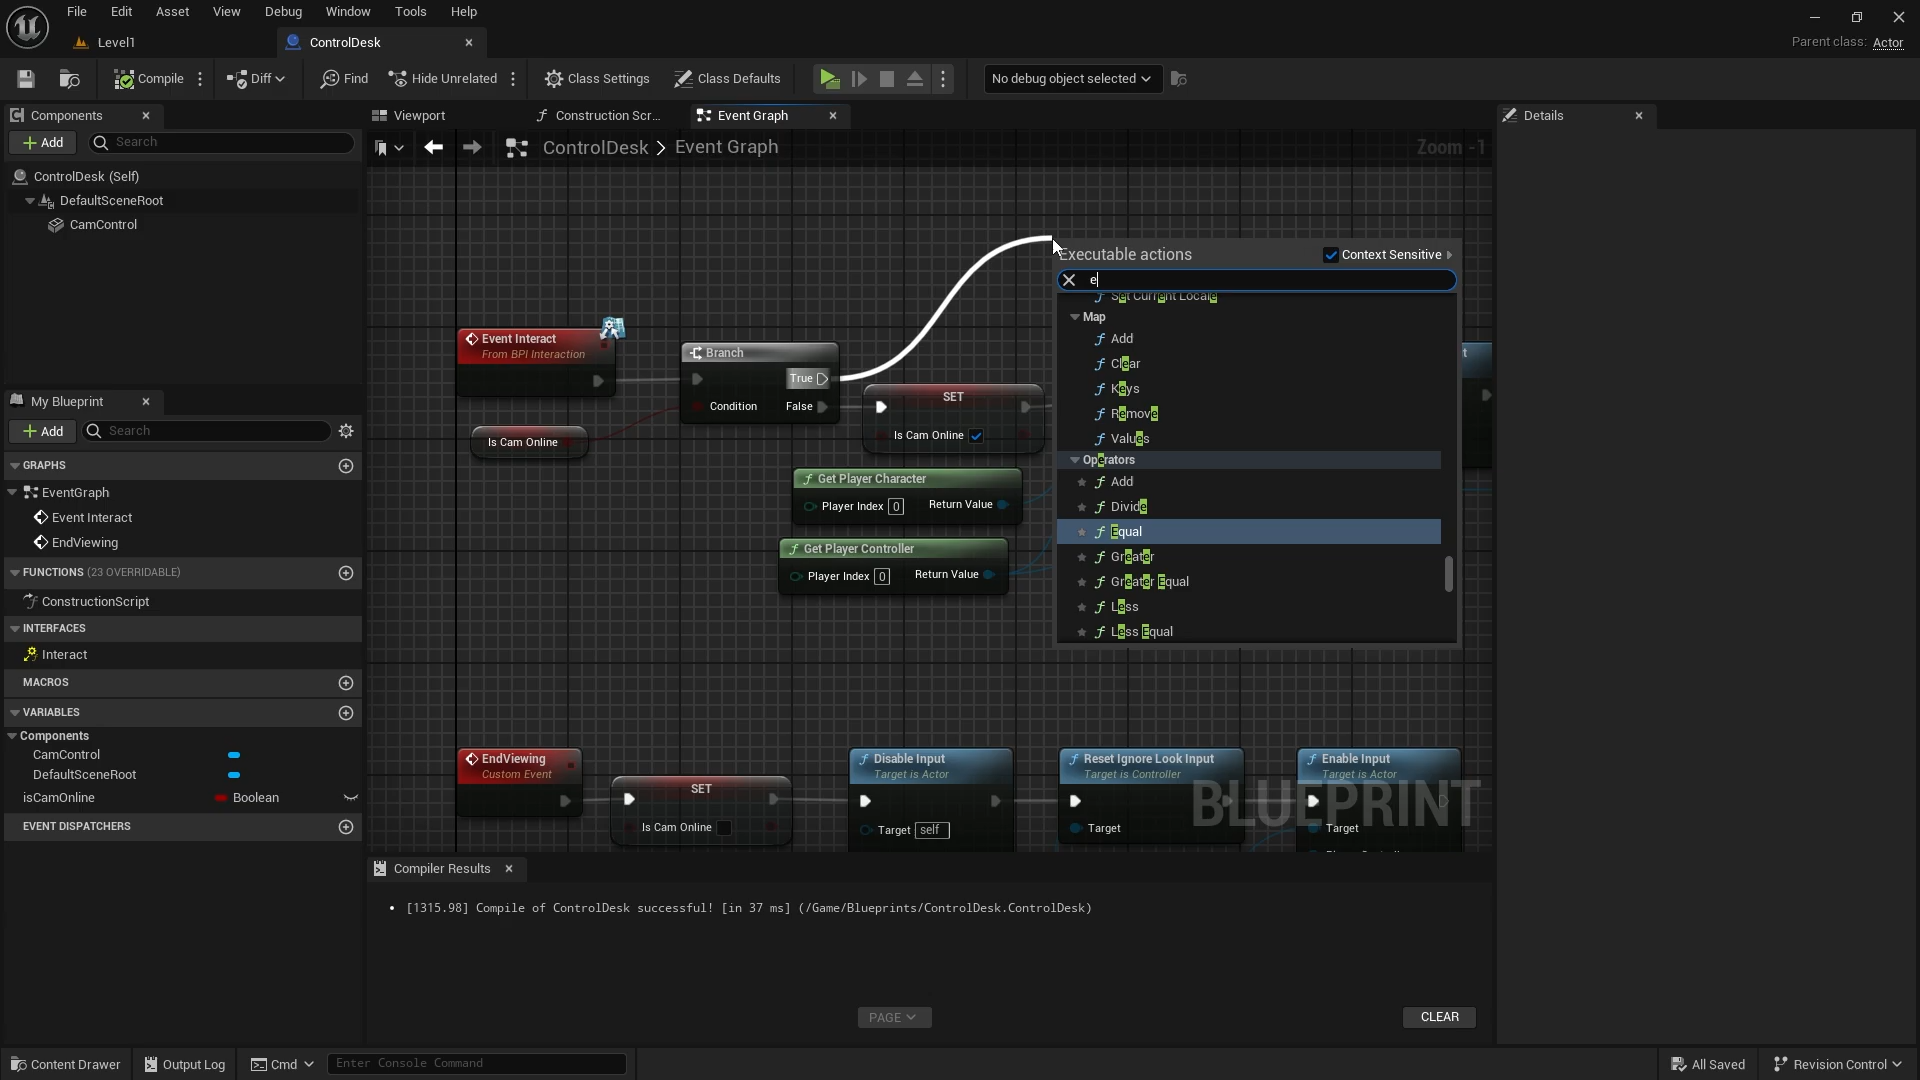 File Edit Asset View Debug Window Tools Help
Level1
ControlDesk
Parent class: Actor
Compile
Diff
Find
Hide Unrelated
Class Settings
Class Defaults
No debug object selected
Components
Add
Search
ControlDesk (Self)
DefaultSceneRoot
CamControl
My Blueprint
Add
Search
GRAPHS
EventGraph
Event Interact
EndViewing
FUNCTIONS (23 OVERRIDABLE)
ConstructionScript
INTERFACES
Interact
MACROS
VARIABLES
Components
CamControl
DefaultSceneRoot
isCamOnline Boolean
EVENT DISPATCHERS
Viewport
Construction Scr...
Event Graph
ControlDesk > Event Graph
Zoom -1
Event Interact
From BPI Interaction
Is Cam Online
Branch
True
Condition False
SET
Is Cam Online
Get Player Character
Player Index 0 Return Value
Get Player Controller
Player Index 0 Return Value
Executable actions
Context Sensitive
e
Set Current Locale
Map
Add
Clear
Keys
Remove
Values
Operators
Add
Divide
Equal
Greater
Greater Equal
Less
Less Equal
EndViewing
Custom Event
SET
Is Cam Online
Disable Input
Target is Actor
Target self
Reset Ignore Look Input
Target is Controller
Target
Enable Input
Target is Actor
Target
BLUEPRINT
Compiler Results
[1315.98] Compile of ControlDesk successful! [in 37 ms] (/Game/Blueprints/ControlDesk.ControlDesk)
PAGE
CLEAR
Details
Content Drawer
Output Log
Cmd
Enter Console Command
All Saved
Revision Control